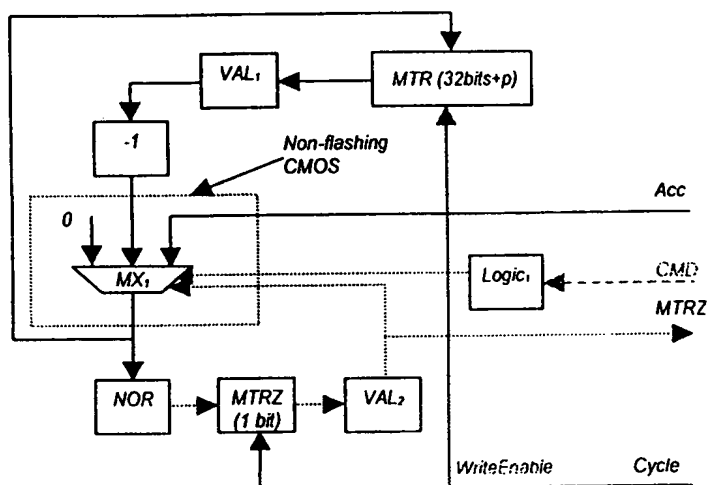 VAL₁
MTR (32bits+p)
-1
Non-flashing
CMOS
Acc
0
MX₁
Logic₁
CMD
MTRZ
NOR
MTRZ
(1 bit)
VAL₂
WriteEnable
Cycle